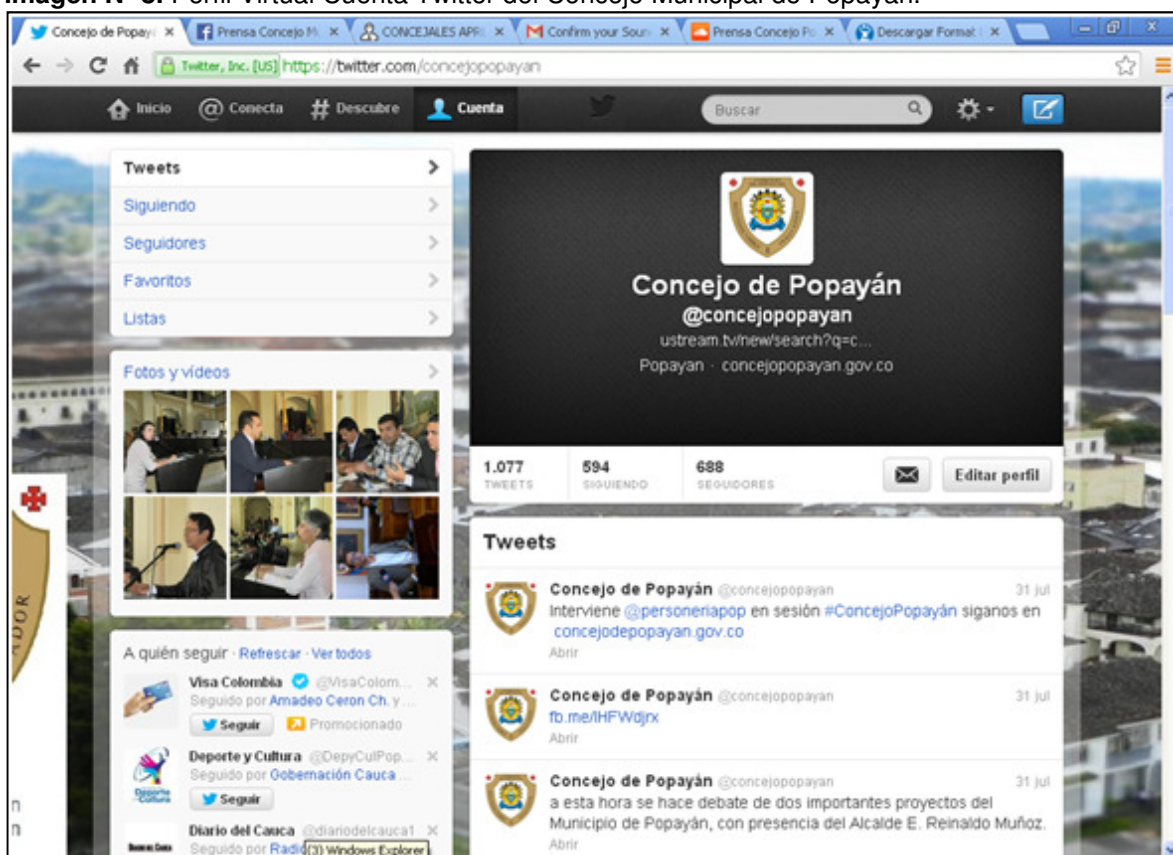 Imagen N° 3. Perfil Virtual Cuenta Twitter del Concejo Municipal de Popayán.
Concejo de Popay
Prensa Concejo M
CONCEJALES APR
Confirm your Soun
Prensa Concejo Po
Descargar Format
Twitter, Inc. [US] https://twitter.com/concejopopayan
Inicio
Conecta
Descubre
Cuenta
Buscar
Tweets
Siguiendo
Seguidores
Favoritos
Listas
Fotos y vídeos
Concejo de Popayán
@concejopopayan
ustream.tv/new/search?q=c...
Popayan · concejopopayan.gov.co
1.077 594 688
TWEETS SIGUIENDO SEGUIDORES
Editar perfil
ADOR
A quién seguir · Refrescar · Ver todos
Visa Colombia @VisaColom...
Seguido por Amadeo Ceron Ch. y ...
Seguir Promocionado
Deporte y Cultura @DepyCulPop...
Seguido por Gobernación Cauca ...
Seguir
Diario del Cauca @diariodelcauca1
Seguido por Radio
(3) Windows Explorer
Tweets
Concejo de Popayán @concejopopayan 31 jul
Interviene @personeriapop en sesión #ConcejoPopayán siganos en
concejodepopayan.gov.co
Abrir
Concejo de Popayán @concejopopayan 31 jul
fb.me/IHFWdjrx
Abrir
Concejo de Popayán @concejopopayan 31 jul
a esta hora se hace debate de dos importantes proyectos del
Municipio de Popayán, con presencia del Alcalde E. Reinaldo Muñoz.
Abrir